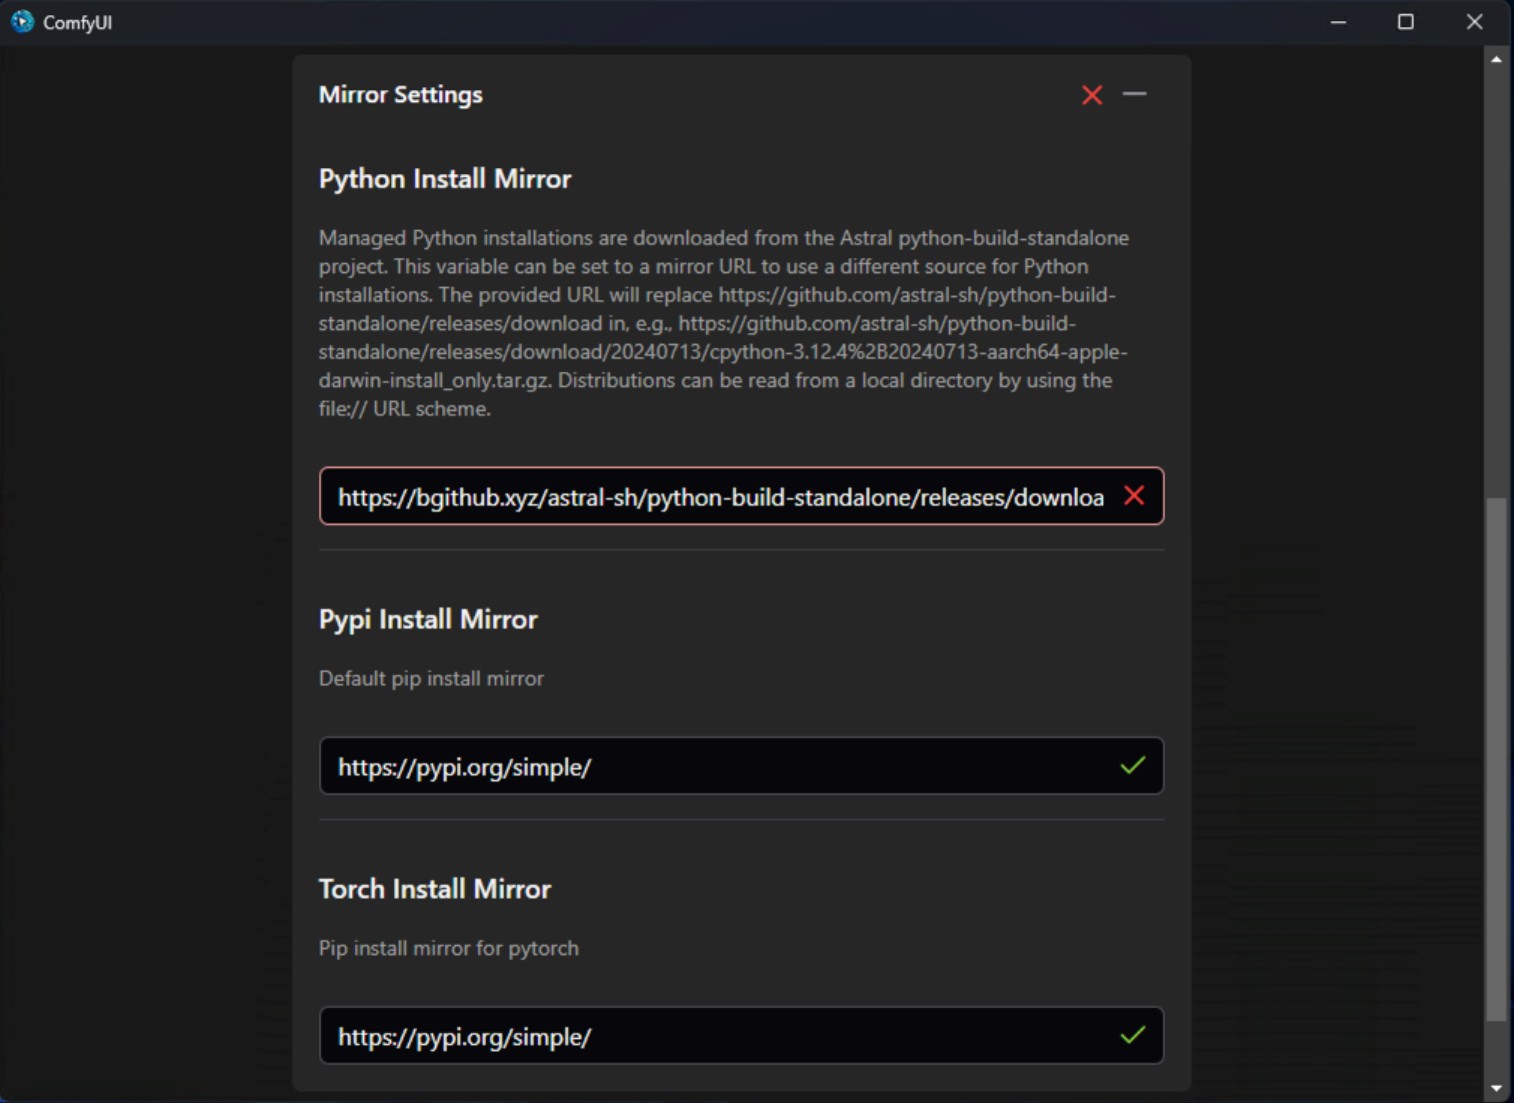 ComfyUI
Mirror Settings
Python Install Mirror
Managed Python installations are downloaded from the Astral python-build-standalone
project. This variable can be set to a mirror URL to use a different source for Python
installations. The provided URL will replace https://github.com/astral-sh/python-build-
standalone/releases/download in, e.g., https://github.com/astral-sh/python-build-
standalone/releases/download/20240713/cpython-3.12.4%2B20240713-aarch64-apple-
darwin-install_only.tar.gz. Distributions can be read from a local directory by using the
file:// URL scheme.
https://bgithub.xyz/astral-sh/python-build-standalone/releases/downloa
Pypi Install Mirror
Default pip install mirror
https://pypi.org/simple/
Torch Install Mirror
Pip install mirror for pytorch
https://pypi.org/simple/